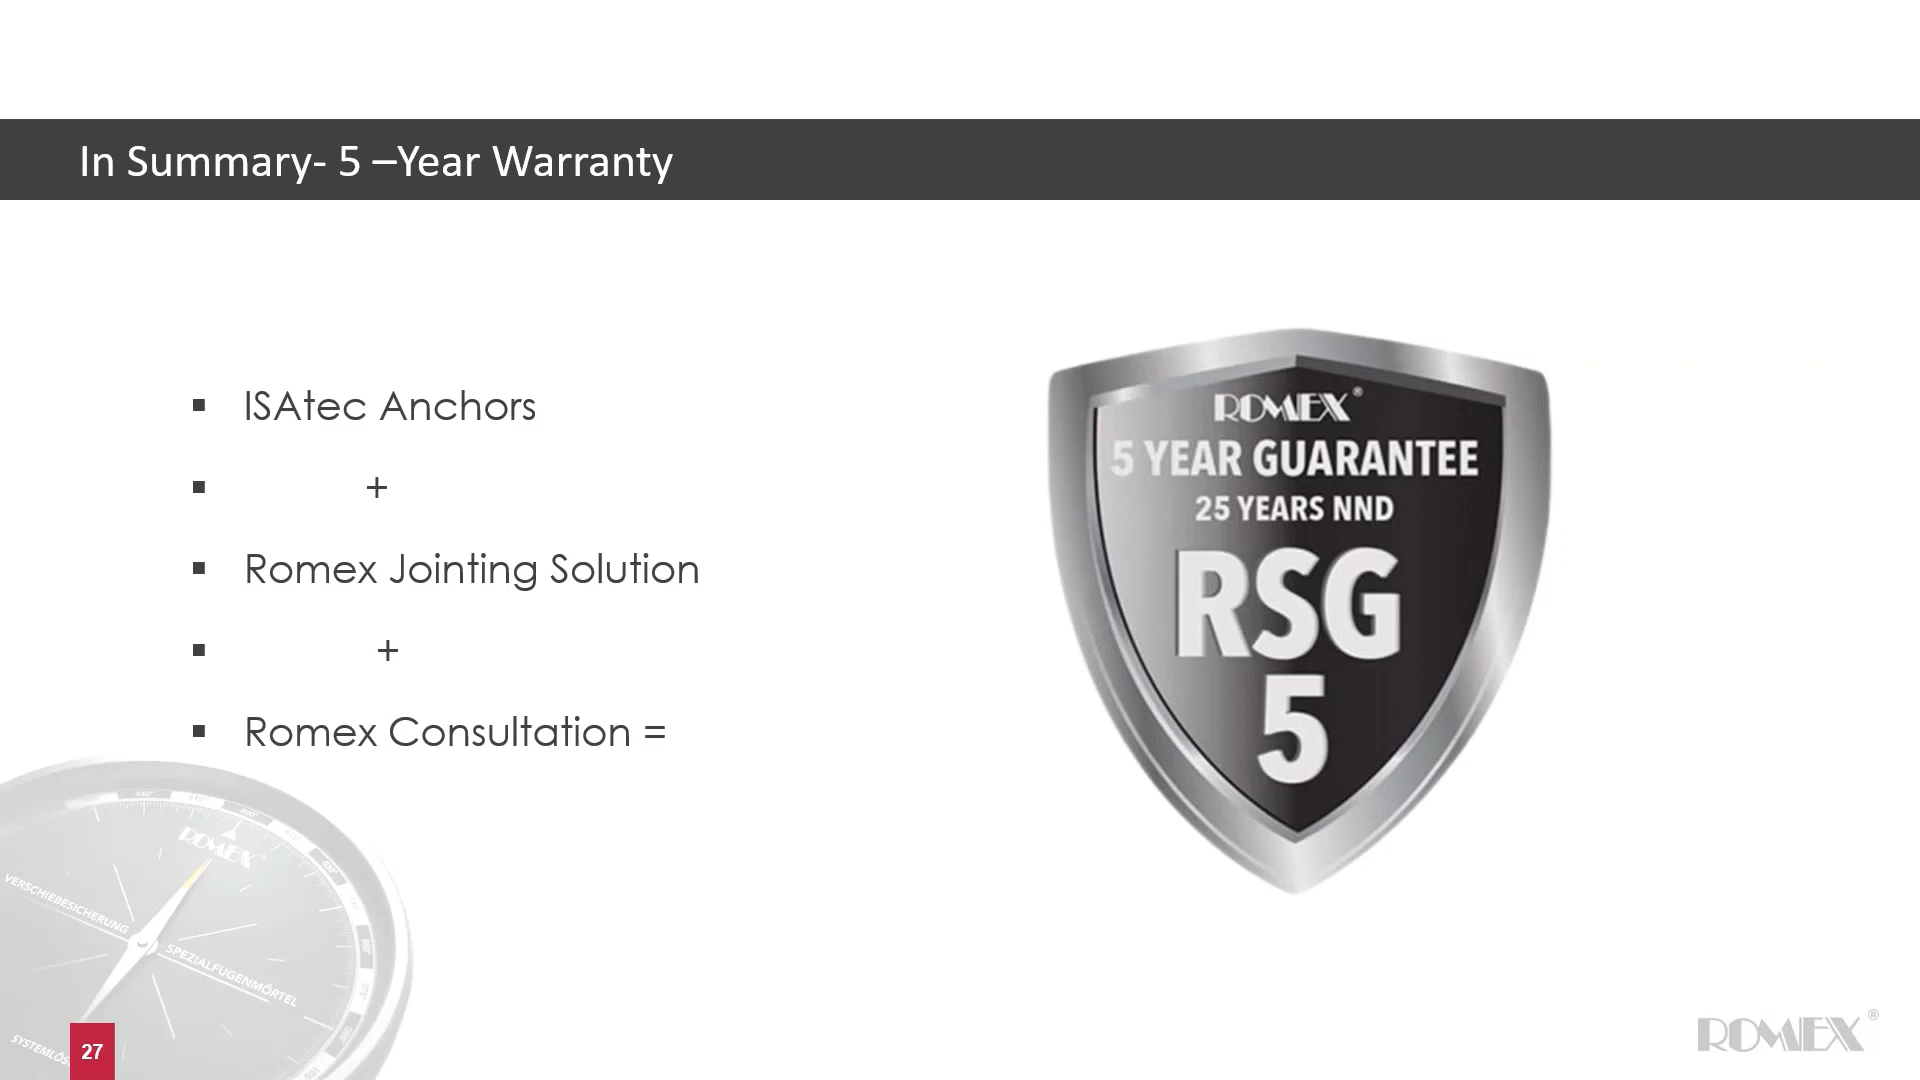 In Summary- 5 –Year Warranty
▪ ISAtec Anchors
▪ +
▪ Romex Jointing Solution
▪ +
▪ Romex Consultation =
ROMEX®
5 YEAR GUARANTEE
25 YEARS NND
RSG
5
ROMEX
VERSCHIEBESICHERUNG
SPEZIALFUGENMÖRTEL
27
ROMEX®